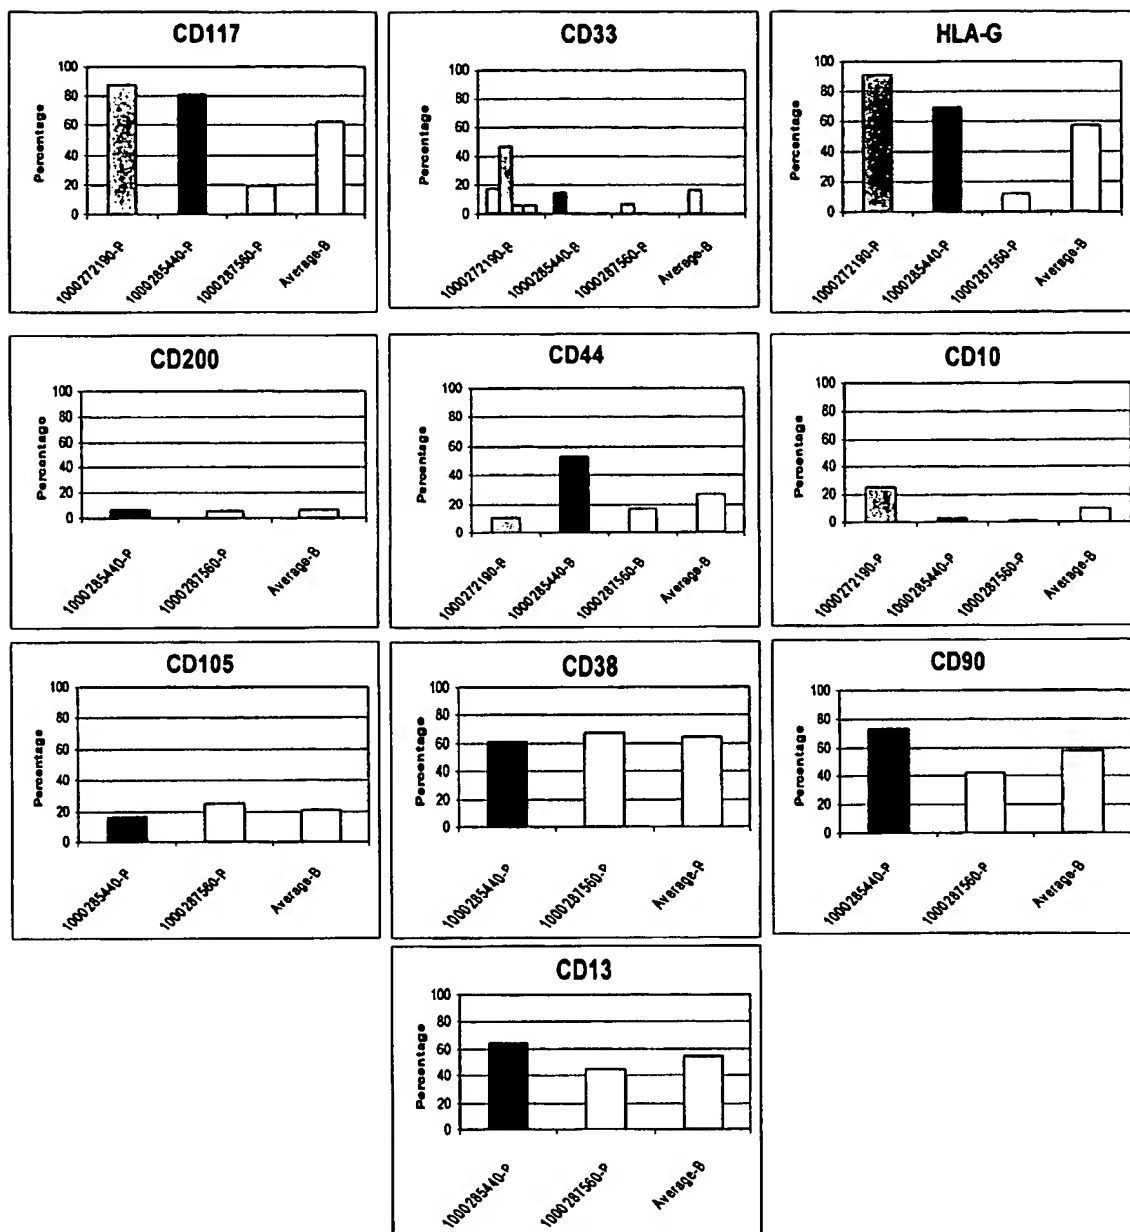 CD117
Percentage
100
80
60
40
20
0
1000272190-P
1000285440-P
1000287560-P
Average-B
CD33
Percentage
100
80
60
40
20
0
1000272190-P
1000285440-P
1000287560-P
Average-B
HLA-G
Percentage
100
80
60
40
20
0
1000272190-P
1000285440-P
1000287560-P
Average-B
CD200
Percentage
100
80
60
40
20
0
1000285440-P
1000287560-P
Average-B
CD44
Percentage
100
80
60
40
20
0
1000272190-B
1000285440-B
1000287560-B
Average-B
CD10
Percentage
100
80
60
40
20
0
1000272190-P
1000285440-P
1000287560-P
Average-B
CD105
Percentage
100
80
60
40
20
0
1000285440-P
1000287560-P
Average-B
CD38
Percentage
100
80
60
40
20
0
1000285440-P
1000287560-P
Average-P
CD90
Percentage
100
80
60
40
20
0
1000285440-P
1000287560-P
Average-B
CD13
Percentage
100
80
60
40
20
0
1000285440-P
1000287560-P
Average-B